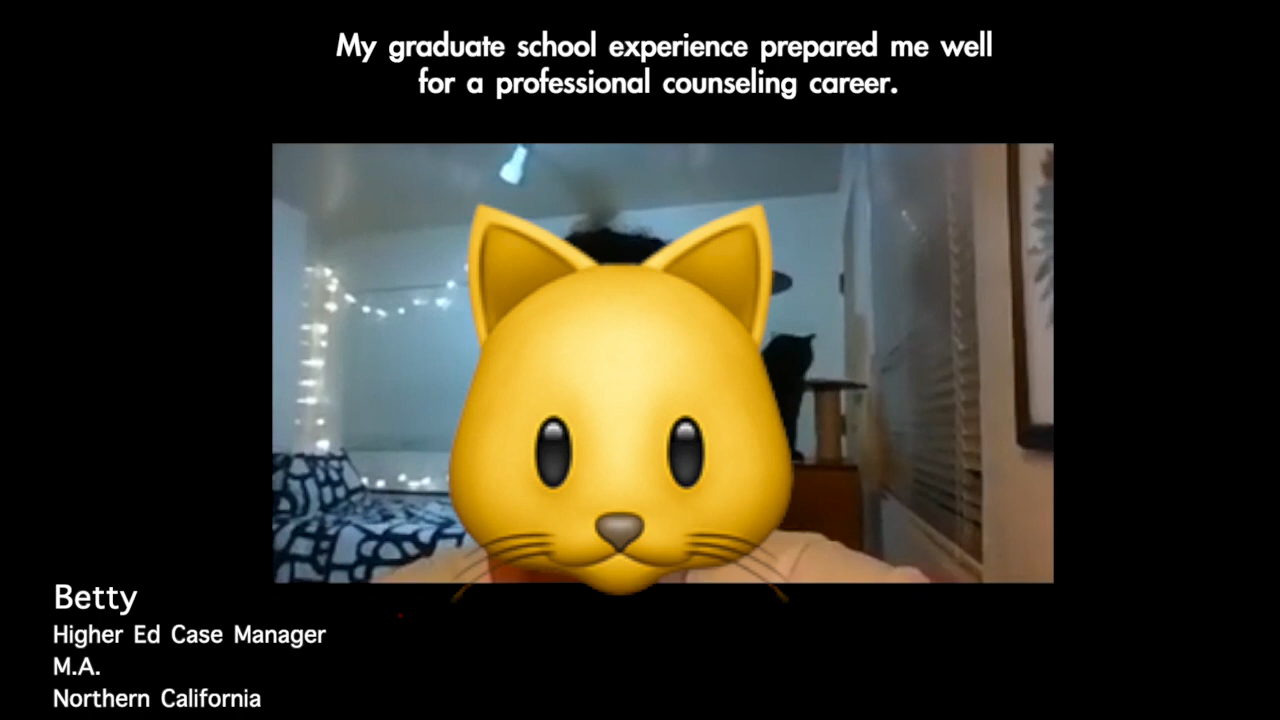 My graduate school experience prepared me well
for a professional counseling career.
Betty
Higher Ed Case Manager
M.A.
Northern California